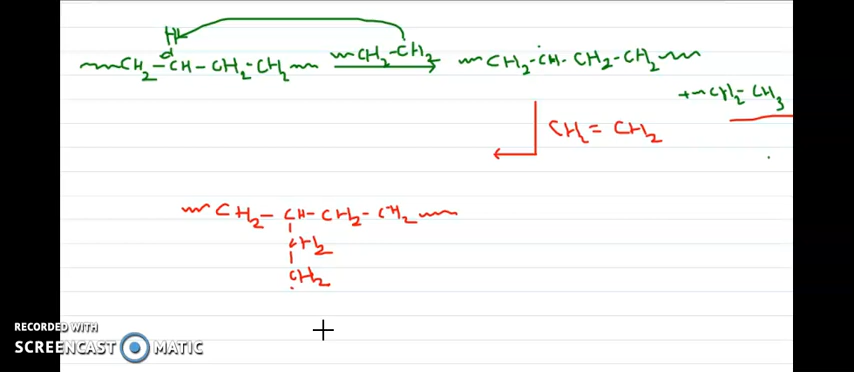 H
~~CH2-CH-CH2-CH2~~ ~~CH2-CH2 ~~CH2-CH-CH2-CH2~~
+~CH2-CH3
CH2=CH2
~~CH2-CH-CH2-CH2~~
CH2
CH2
RECORDED WITH
SCREENCAST MATIC